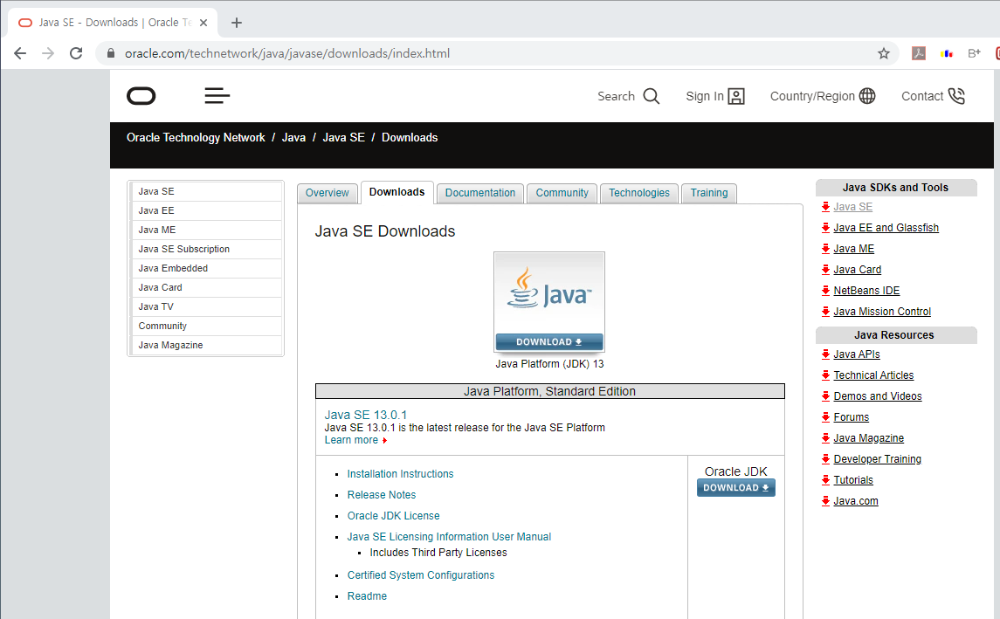 Java SE - Downloads | Oracle Te
oracle.com/technetwork/java/javase/downloads/index.html
B+
Search
Sign In
Country/Region
Contact
Oracle Technology Network / Java / Java SE / Downloads
Java SE
Java EE
Java ME
Java SE Subscription
Java Embedded
Java Card
Java TV
Community
Java Magazine
Overview
Downloads
Documentation
Community
Technologies
Training
Java SE Downloads
Java™
DOWNLOAD
Java Platform (JDK) 13
Java Platform, Standard Edition
Java SE 13.0.1
Java SE 13.0.1 is the latest release for the Java SE Platform
Learn more
Installation Instructions
Release Notes
Oracle JDK License
Java SE Licensing Information User Manual
Includes Third Party Licenses
Certified System Configurations
Readme
Oracle JDK
DOWNLOAD
Java SDKs and Tools
Java SE
Java EE and Glassfish
Java ME
Java Card
NetBeans IDE
Java Mission Control
Java Resources
Java APIs
Technical Articles
Demos and Videos
Forums
Java Magazine
Developer Training
Tutorials
Java.com